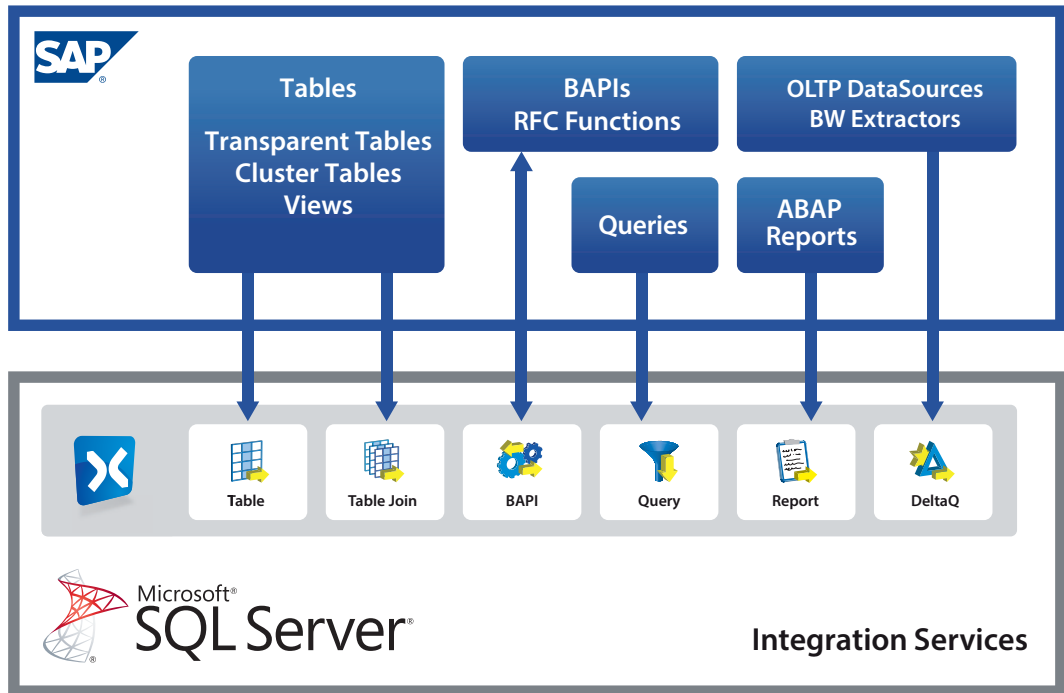 SAP
®
Tables
Transparent Tables
Cluster Tables
Views
BAPIs
RFC Functions
OLTP DataSources
BW Extractors
Queries
ABAP
Reports
Table
Table Join
BAPI
Query
Report
DeltaQ
Microsoft®
SQL Server®
®
Integration Services